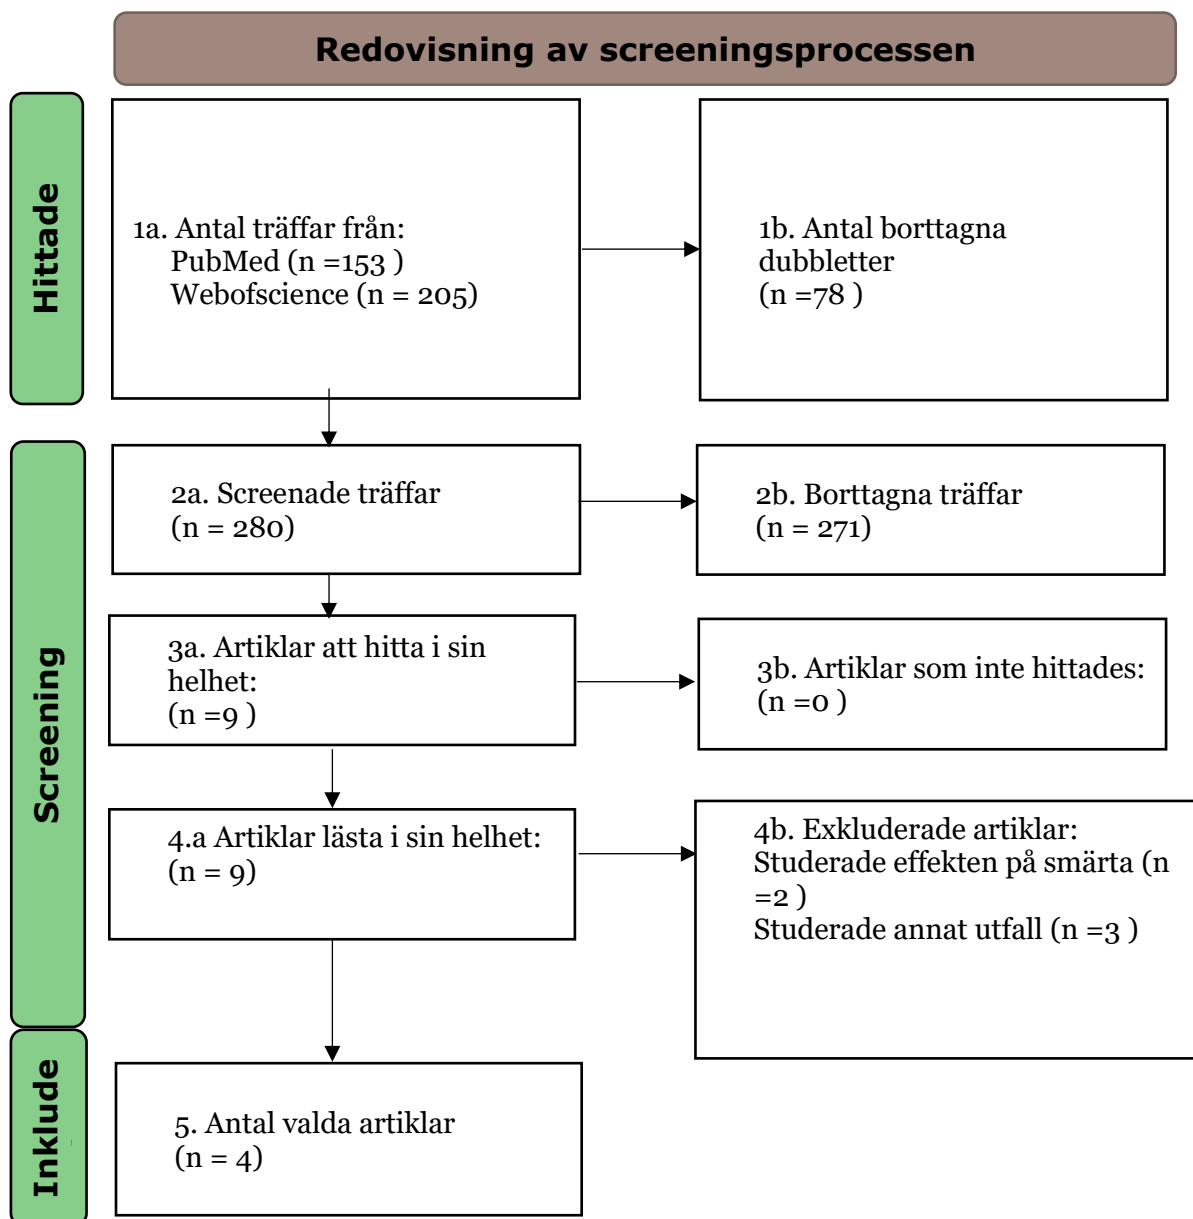 Redovisning av screeningsprocessen
Hittade
1a. Antal träffar från:
PubMed (n =153 )
Webofscience (n = 205)
1b. Antal borttagna
dubbletter
(n =78 )
Screening
2a. Screenade träffar
(n = 280)
2b. Borttagna träffar
(n = 271)
3a. Artiklar att hitta i sin
helhet:
(n =9 )
3b. Artiklar som inte hittades:
(n =0 )
4.a Artiklar lästa i sin helhet:
(n = 9)
4b. Exkluderade artiklar:
Studerade effekten på smärta (n
=2 )
Studerade annat utfall (n =3 )
Inklude
5. Antal valda artiklar
(n = 4)